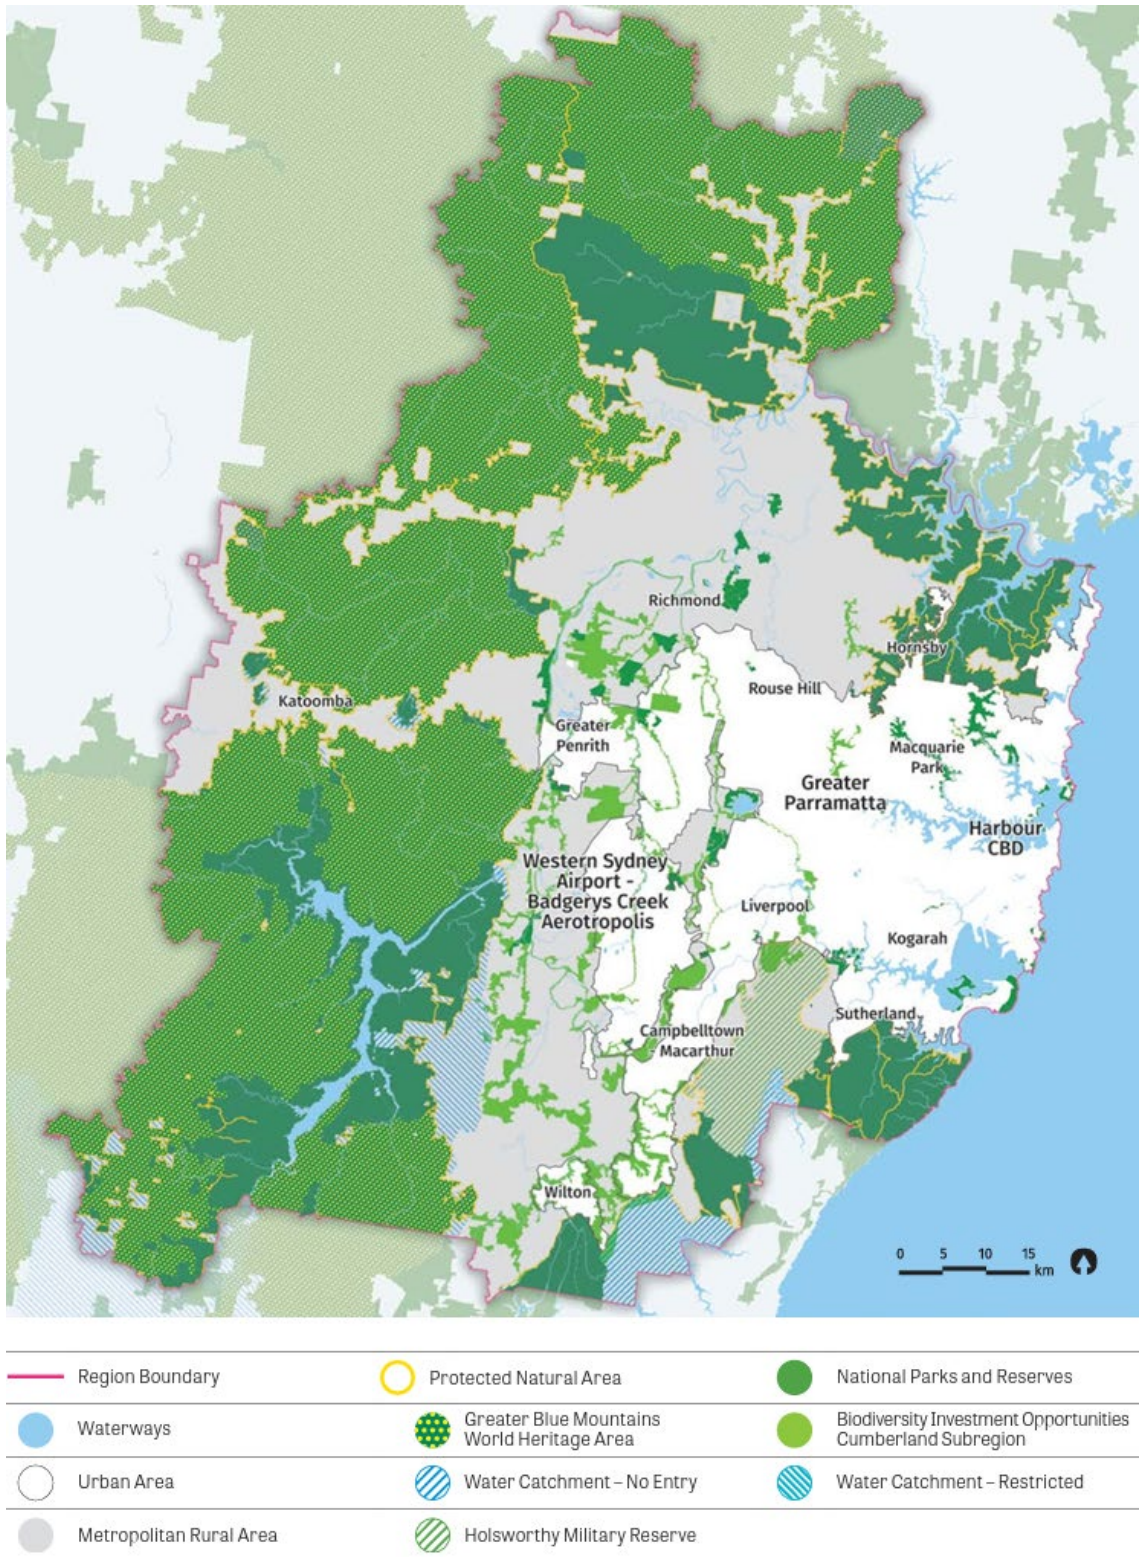 Richmond
Hornsby
Rouse Hill
Katoomba
Greater
Penrith
Macquarie
Park
Greater
Parramatta
Harbour
CBD
Western Sydney
Airport -
Badgerys Creek
Aerotropolis
Liverpool
Kogarah
Sutherland
Campbelltown
- Macarthur
Wilton
0 5 10 15
km
Region Boundary
Protected Natural Area
National Parks and Reserves
Waterways
Greater Blue Mountains
World Heritage Area
Biodiversity Investment Opportunities
Cumberland Subregion
Urban Area
Water Catchment – No Entry
Water Catchment – Restricted
Metropolitan Rural Area
Holsworthy Military Reserve